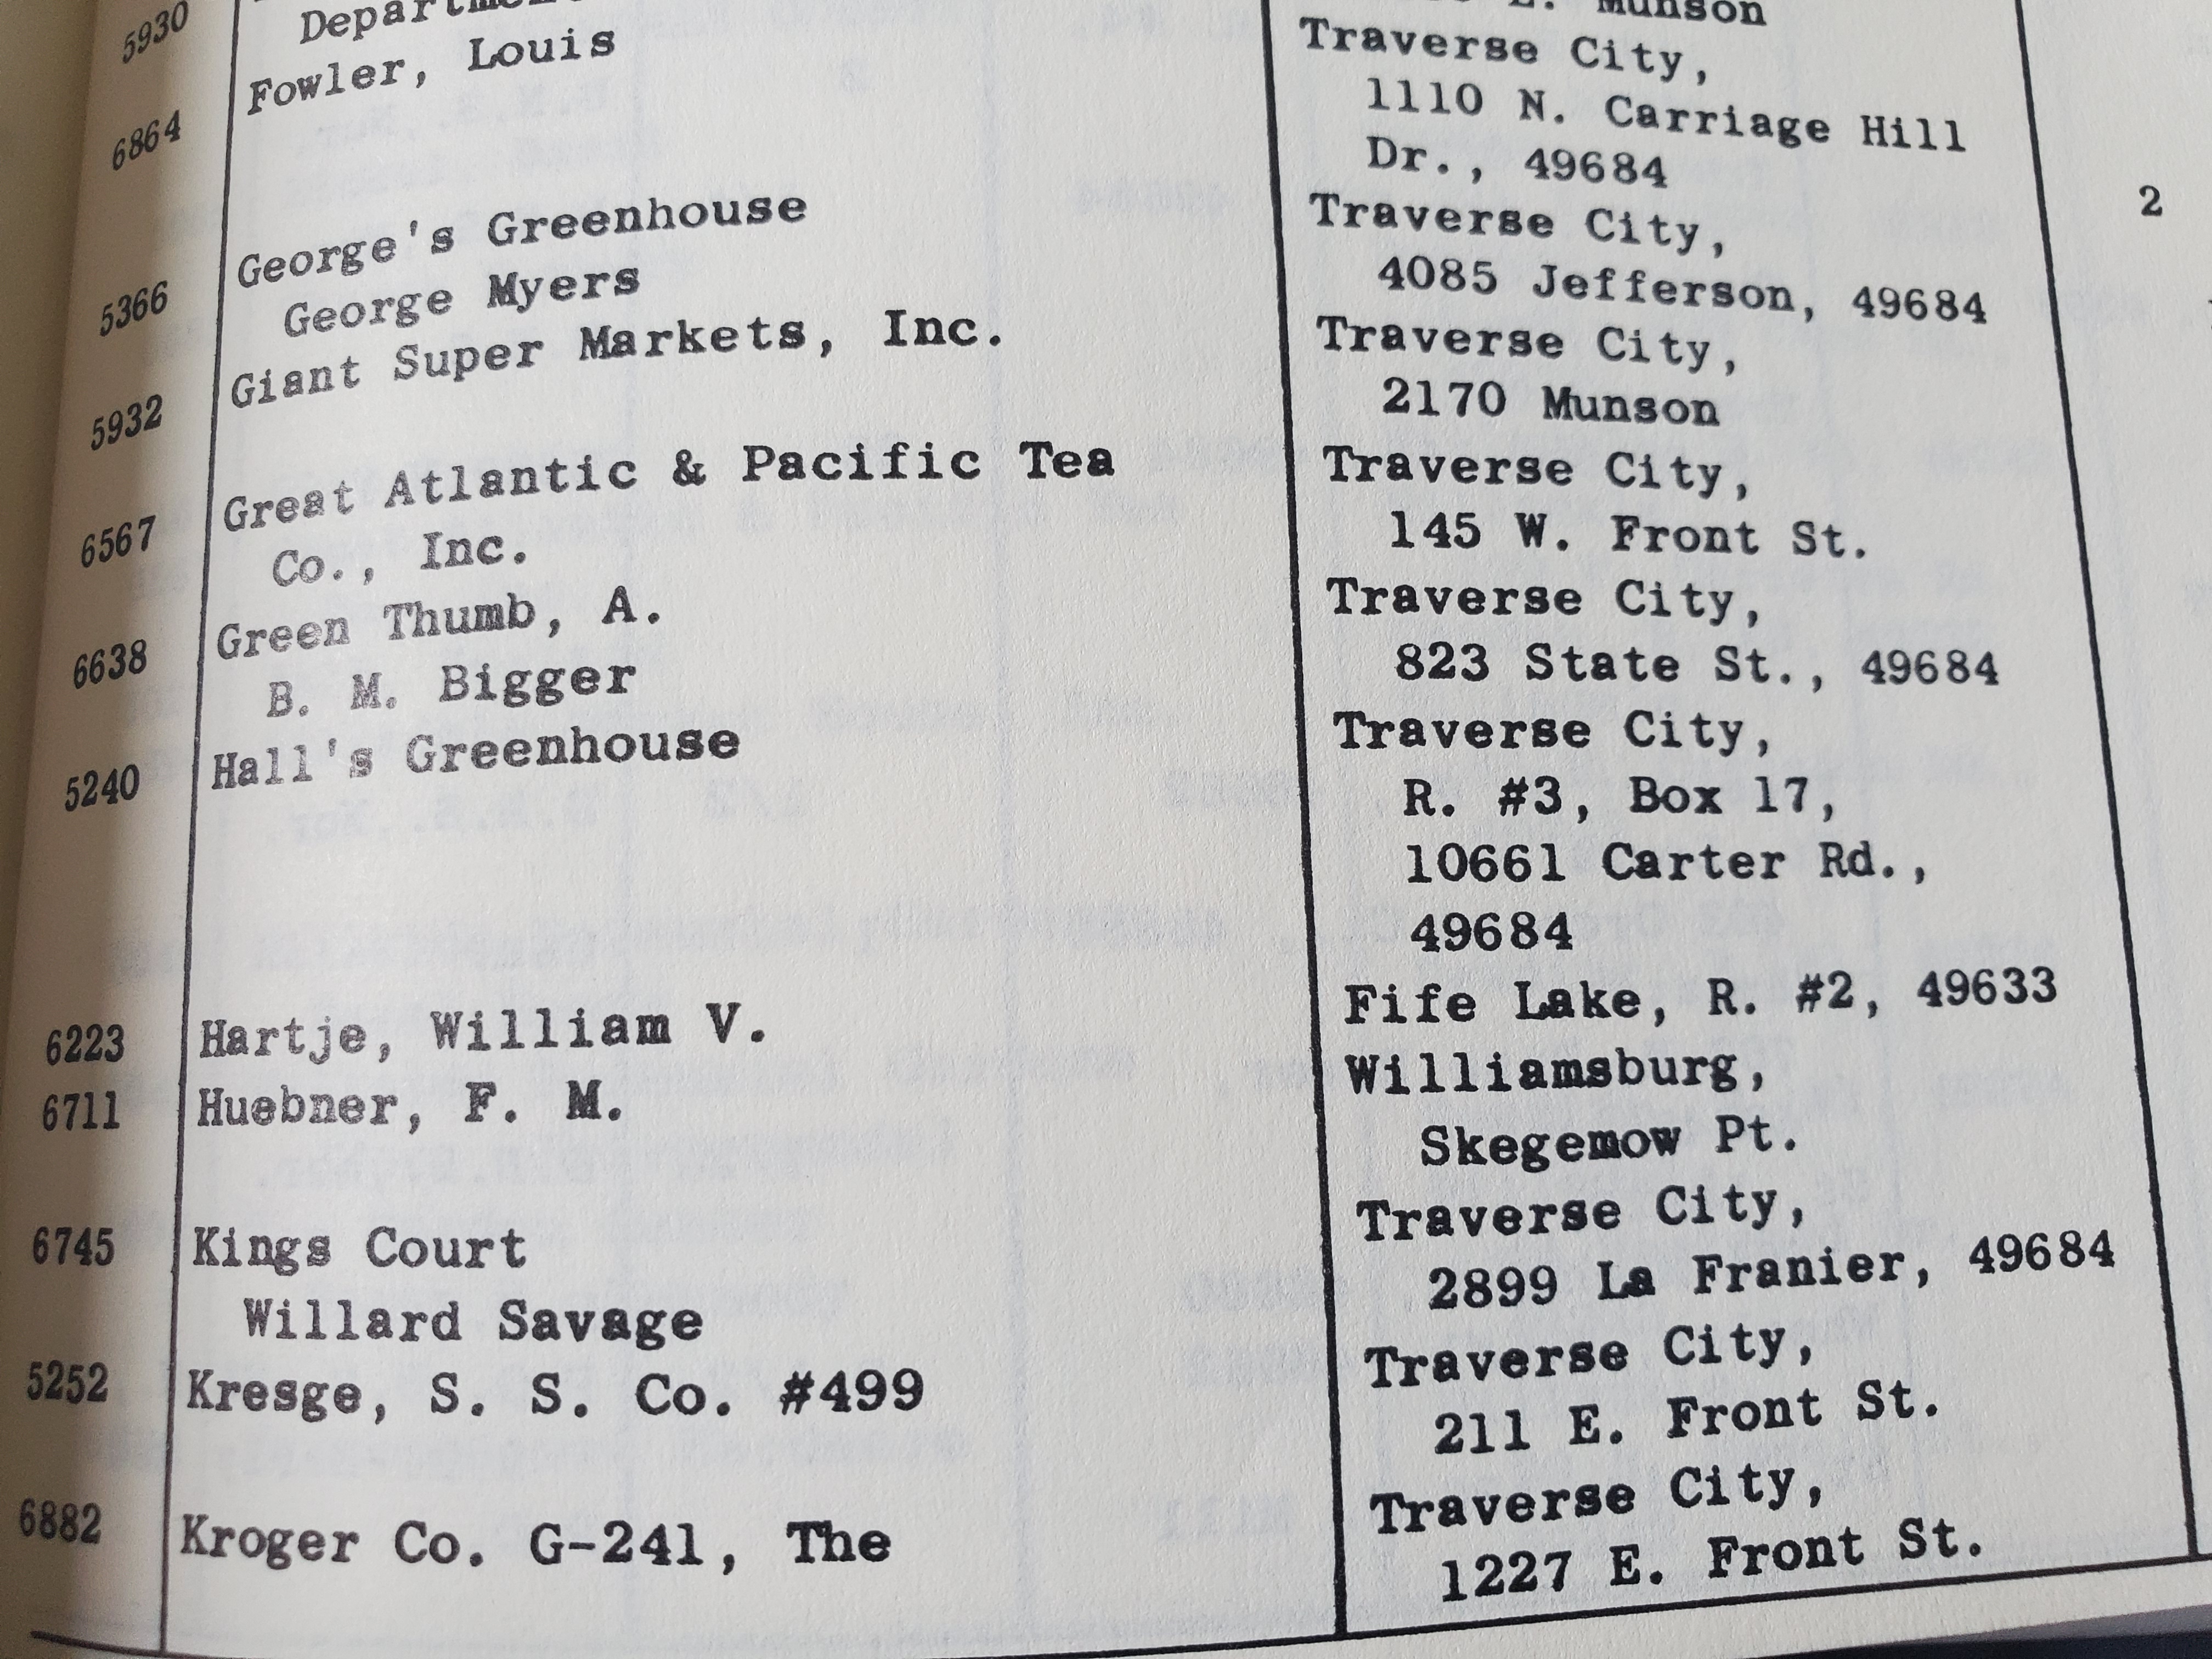 5930
Munson
Fowler, Louis
6864 Fowler, Louis Traverse City,
1110 N. Carriage Hill
Dr., 49684
5366 George's Greenhouse Traverse City, 2
George Myers 4085 Jefferson, 49684
5932 Giant Super Markets, Inc. Traverse City,
2170 Munson
6567 Great Atlantic & Pacific Tea Traverse City,
Co., Inc. 145 W. Front St.
6638 Green Thumb, A. Traverse City,
B. M. Bigger 823 State St., 49684
5240 Hall's Greenhouse Traverse City,
R. #3, Box 17,
10661 Carter Rd.,
49684
6223 Hartje, William V. Fife Lake, R. #2, 49633
6711 Huebner, F. M. Williamsburg,
Skegemow Pt.
6745 Kings Court Traverse City,
Willard Savage 2899 La Franier, 49684
5252 Kresge, S. S. Co. #499 Traverse City,
211 E. Front St.
6882 Kroger Co. G-241, The Traverse City,
1227 E. Front St.